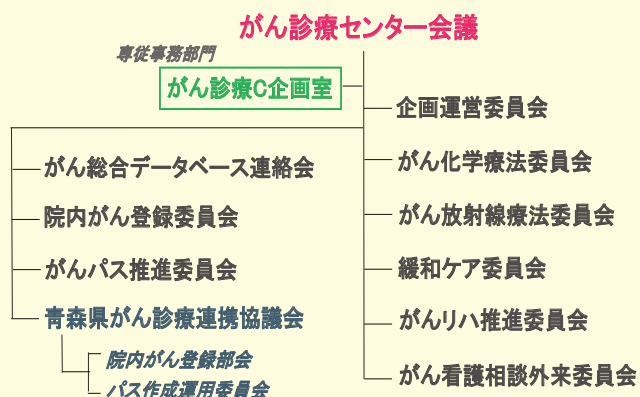 がん診療センター会議
専従事務部門
がん診療C企画室
企画運営委員会
がん化学療法委員会
がん放射線療法委員会
緩和ケア委員会
がんリハ推進委員会
がん看護相談外来委員会
がん総合データベース連絡会
院内がん登録委員会
がんパス推進委員会
青森県がん診療連携協議会
院内がん登録部会
パス作成運用委員会